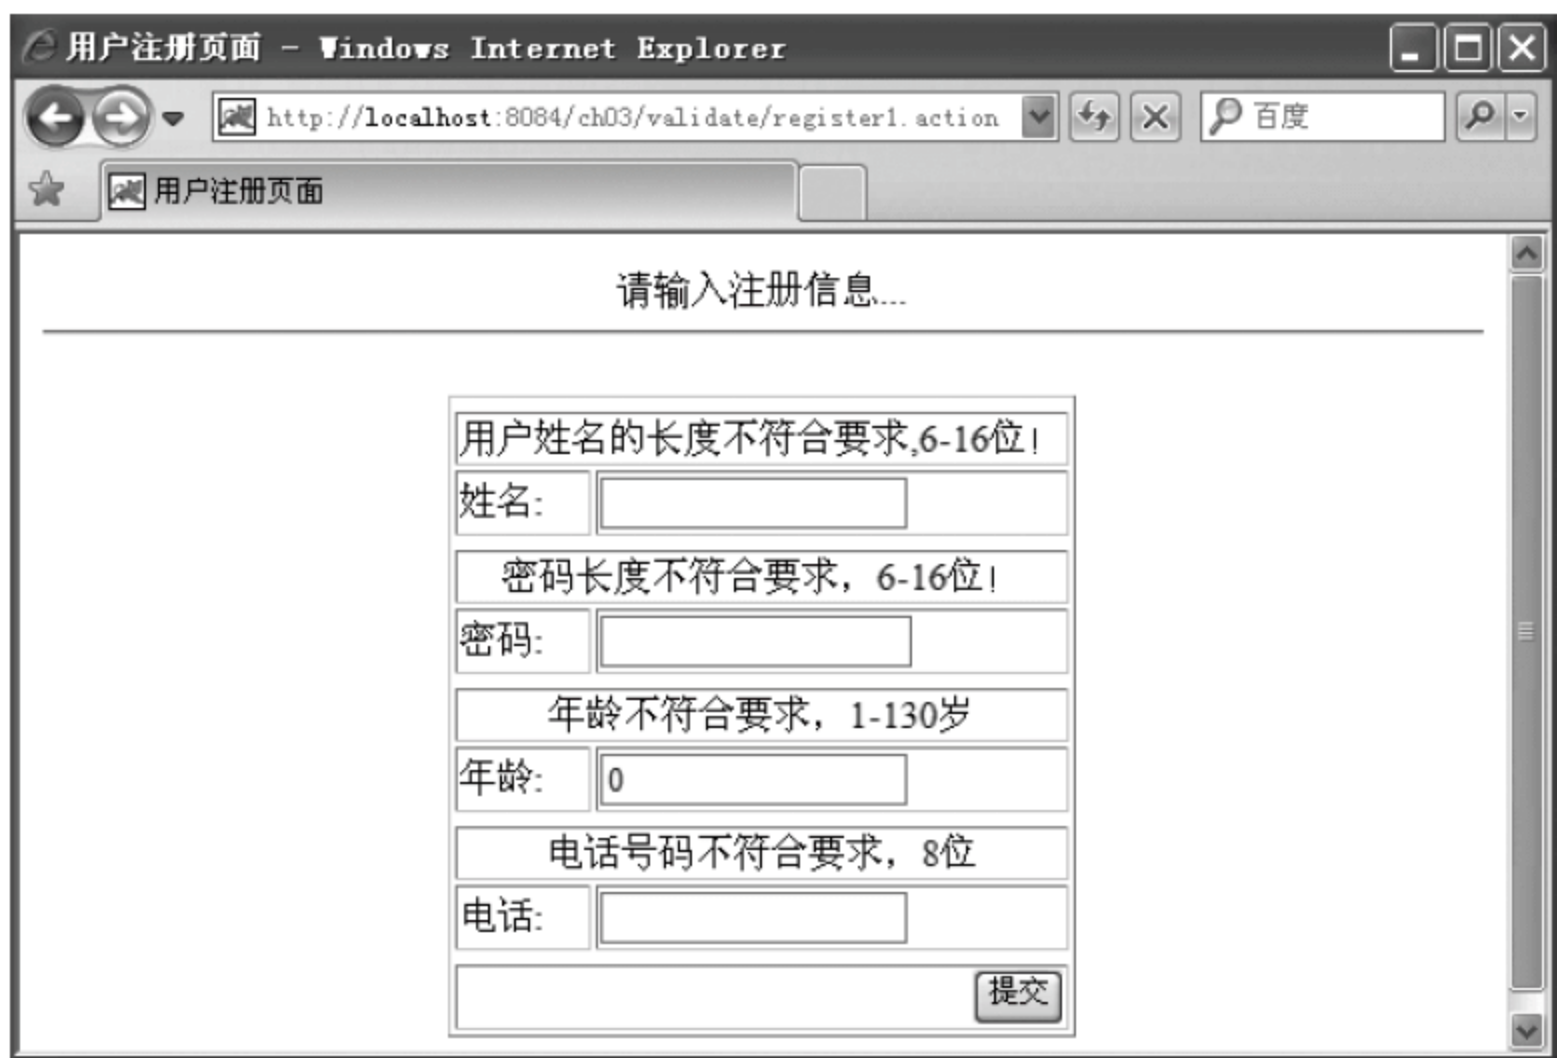 用户注册页面 - Windows Internet Explorer
http://localhost:8084/ch03/validate/register1.action
百度
用户注册页面
请输入注册信息...
用户姓名的长度不符合要求,6-16位!
姓名:
密码长度不符合要求，6-16位!
密码:
年龄不符合要求，1-130岁
年龄: 0
电话号码不符合要求，8位
电话:
提交